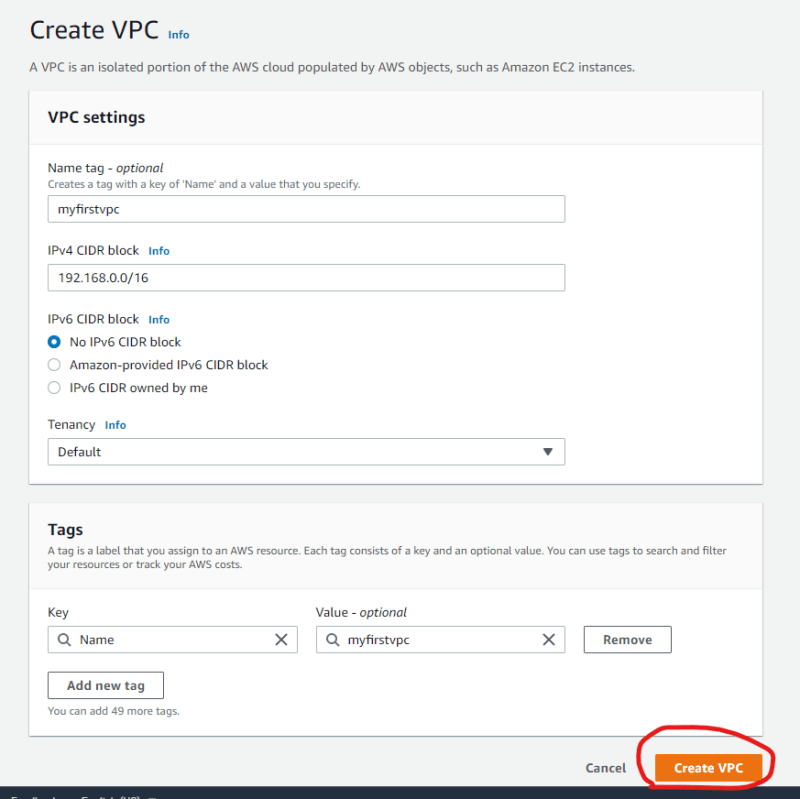 Create VPC Info
A VPC is an isolated portion of the AWS cloud populated by AWS objects, such as Amazon EC2 instances.
VPC settings
Name tag - optional
Creates a tag with a key of 'Name' and a value that you specify.
myfirstvpc
IPv4 CIDR block Info
192.168.0.0/16
IPv6 CIDR block Info
No IPv6 CIDR block
Amazon-provided IPv6 CIDR block
IPv6 CIDR owned by me
Tenancy Info
Default
Tags
A tag is a label that you assign to an AWS resource. Each tag consists of a key and an optional value. You can use tags to search and filter
your resources or track your AWS costs.
Key Value - optional
Name myfirstvpc Remove
Add new tag
You can add 49 more tags.
Cancel Create VPC